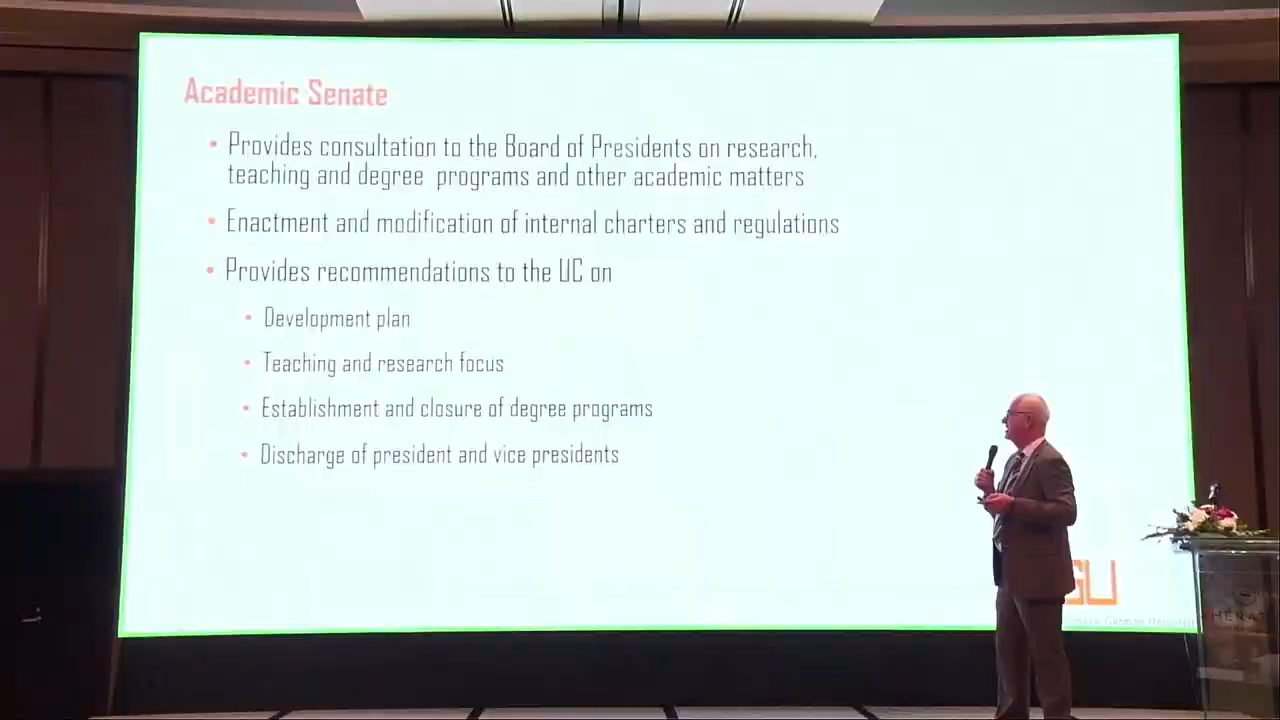 Academic Senate
• Provides consultation to the Board of Presidents on research,
teaching and degree programs and other academic matters
• Enactment and modification of internal charters and regulations
• Provides recommendations to the UC on
• Development plan
• Teaching and research focus
• Establishment and closure of degree programs
• Discharge of president and vice presidents
GU
German